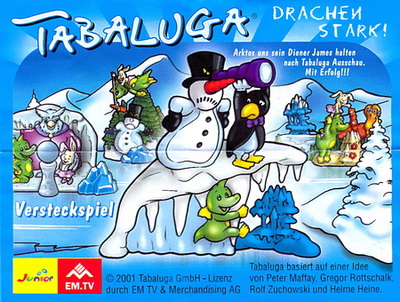 TABALUGA®
DRACHEN
STARK!
Arktos uns sein Diener James halten
nach Tabaluga Ausschau.
Mit Erfolg!!!
Versteckspiel
Junior
EM.TV
© 2001 Tabaluga GmbH - Lizenz
durch EM TV & Merchandising AG
Tabaluga basiert auf einer Idee
von Peter Maffay, Gregor Rottschalk,
Rolf Zuchowski und Helme Heine.